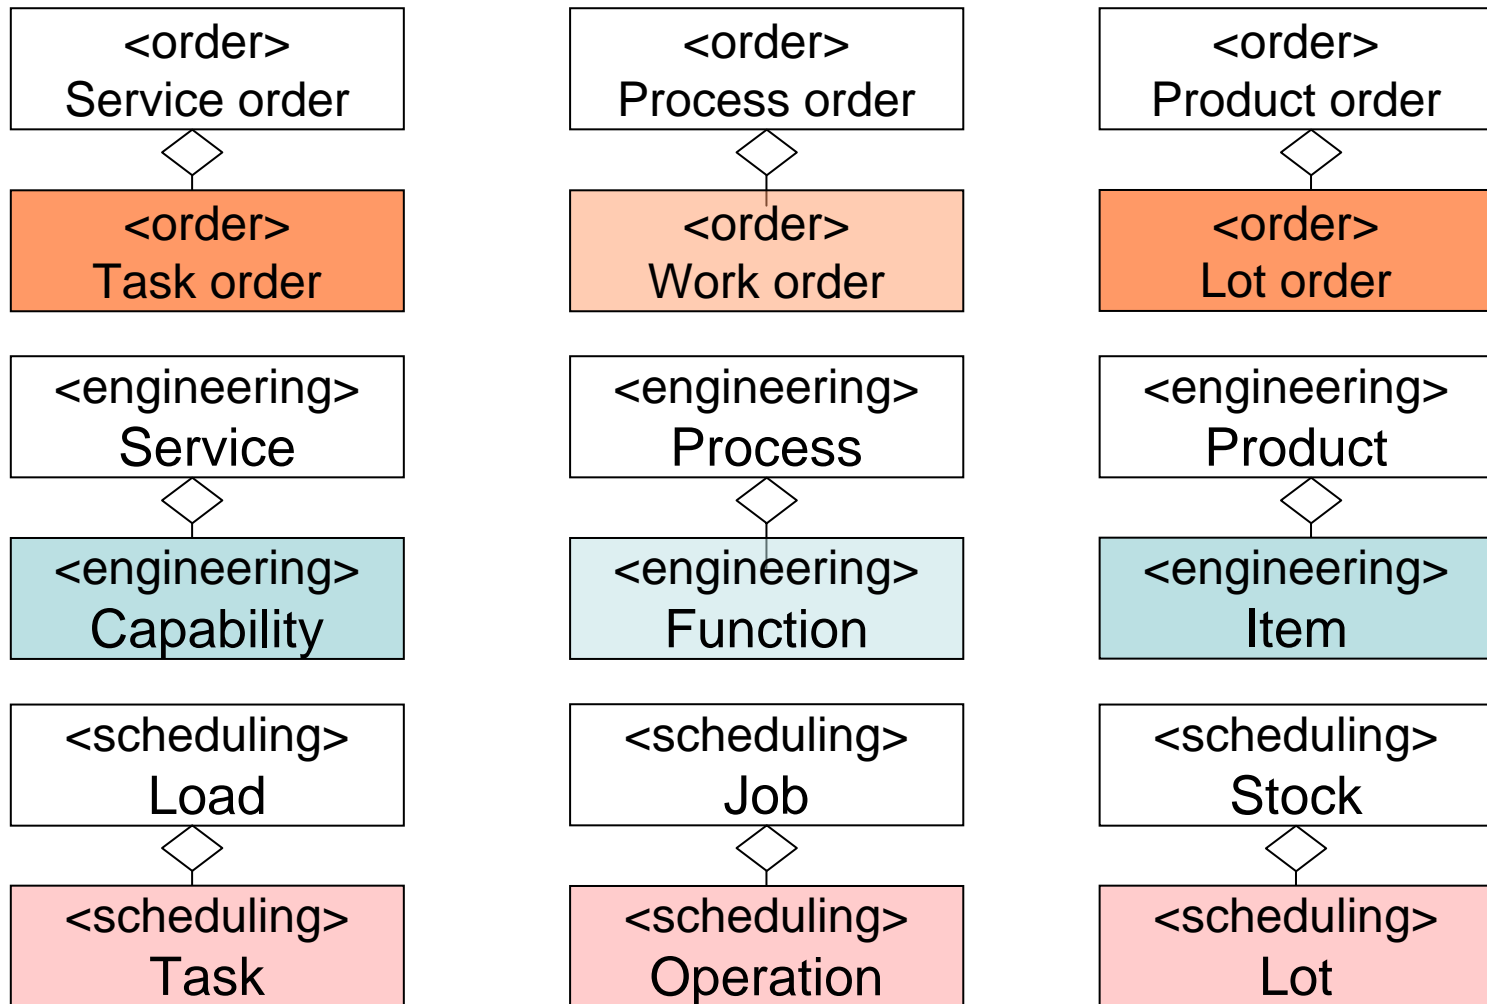 <order>
Service order
<order>
Process order
<order>
Product order
<order>
Task order
<order>
Work order
<order>
Lot order
<engineering>
Service
<engineering>
Process
<engineering>
Product
<engineering>
Capability
<engineering>
Function
<engineering>
Item
<scheduling>
Load
<scheduling>
Job
<scheduling>
Stock
<scheduling>
Task
<scheduling>
Operation
<scheduling>
Lot